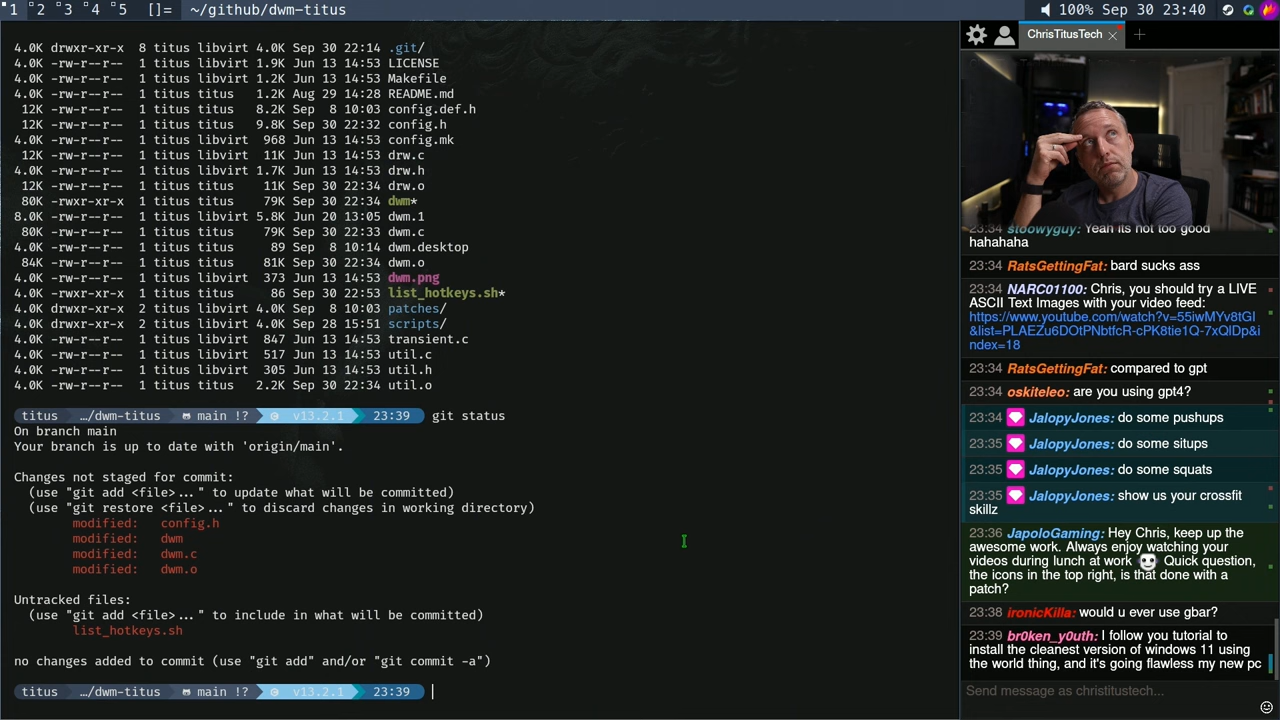 1 2 3 4 5 []= ~/github/dwm-titus 100% Sep 30 23:40
4.0K drwxr-xr-x 8 titus libvirt 4.0K Sep 30 22:14 .git/
4.0K -rw-r--r-- 1 titus libvirt 1.9K Jun 13 14:53 LICENSE
4.0K -rw-r--r-- 1 titus libvirt 1.2K Jun 13 14:53 Makefile
4.0K -rw-r--r-- 1 titus titus 1.2K Aug 29 14:28 README.md
12K -rw-r--r-- 1 titus titus 8.2K Sep 8 10:03 config.def.h
12K -rw-r--r-- 1 titus titus 9.8K Sep 30 22:32 config.h
4.0K -rw-r--r-- 1 titus libvirt 968 Jun 13 14:53 config.mk
12K -rw-r--r-- 1 titus libvirt 11K Jun 13 14:53 drw.c
4.0K -rw-r--r-- 1 titus libvirt 1.7K Jun 13 14:53 drw.h
12K -rw-r--r-- 1 titus titus 11K Sep 30 22:34 drw.o
80K -rwxr-xr-x 1 titus titus 79K Sep 30 22:34 dwm*
8.0K -rw-r--r-- 1 titus libvirt 5.8K Jun 20 13:05 dwm.1
80K -rw-r--r-- 1 titus titus 79K Sep 30 22:33 dwm.c
4.0K -rw-r--r-- 1 titus titus 89 Sep 8 10:14 dwm.desktop
84K -rw-r--r-- 1 titus titus 81K Sep 30 22:34 dwm.o
4.0K -rw-r--r-- 1 titus libvirt 373 Jun 13 14:53 dwm.png
4.0K -rwxr-xr-x 1 titus titus 86 Sep 30 22:53 list_hotkeys.sh*
4.0K drwxr-xr-x 2 titus libvirt 4.0K Sep 8 10:03 patches/
4.0K drwxr-xr-x 2 titus libvirt 4.0K Sep 28 15:51 scripts/
4.0K -rw-r--r-- 1 titus libvirt 847 Jun 13 14:53 transient.c
4.0K -rw-r--r-- 1 titus libvirt 517 Jun 13 14:53 util.c
4.0K -rw-r--r-- 1 titus libvirt 305 Jun 13 14:53 util.h
4.0K -rw-r--r-- 1 titus titus 2.2K Sep 30 22:34 util.o
titus …/dwm-titus main !? v13.2.1 23:39 git status
On branch main
Your branch is up to date with 'origin/main'.
Changes not staged for commit:
(use "git add <file>..." to update what will be committed)
(use "git restore <file>..." to discard changes in working directory)
modified: config.h
modified: dwm
modified: dwm.c
modified: dwm.o
Untracked files:
(use "git add <file>..." to include in what will be committed)
list_hotkeys.sh
no changes added to commit (use "git add" and/or "git commit -a")
titus …/dwm-titus main !? v13.2.1 23:39
ChrisTitusTech
23:34 stoowyguy: Yeah its not too good
hahahaha
23:34 RatsGettingFat: bard sucks ass
23:34 NARC01100: Chris, you should try a LIVE
ASCII Text Images with your video feed:
https://www.youtube.com/watch?v=55iwMYv8tGI
&list=PLAEZu6DOtPNbtfcR-cPK8tie1Q-7xQlDp&i
ndex=18
23:34 RatsGettingFat: compared to gpt
23:34 oskiteleo: are you using gpt4?
23:34 JalopyJones: do some pushups
23:35 JalopyJones: do some situps
23:35 JalopyJones: do some squats
23:35 JalopyJones: show us your crossfit
skillz
23:36 JapoloGaming: Hey Chris, keep up the
awesome work. Always enjoy watching your
videos during lunch at work Quick question,
the icons in the top right, is that done with a
patch?
23:38 ironicKilla: would u ever use gbar?
23:39 br0ken_y0uth: I follow you tutorial to
install the cleanest version of windows 11 using
the world thing, and it's going flawless my new pc
Send message as christitustech...